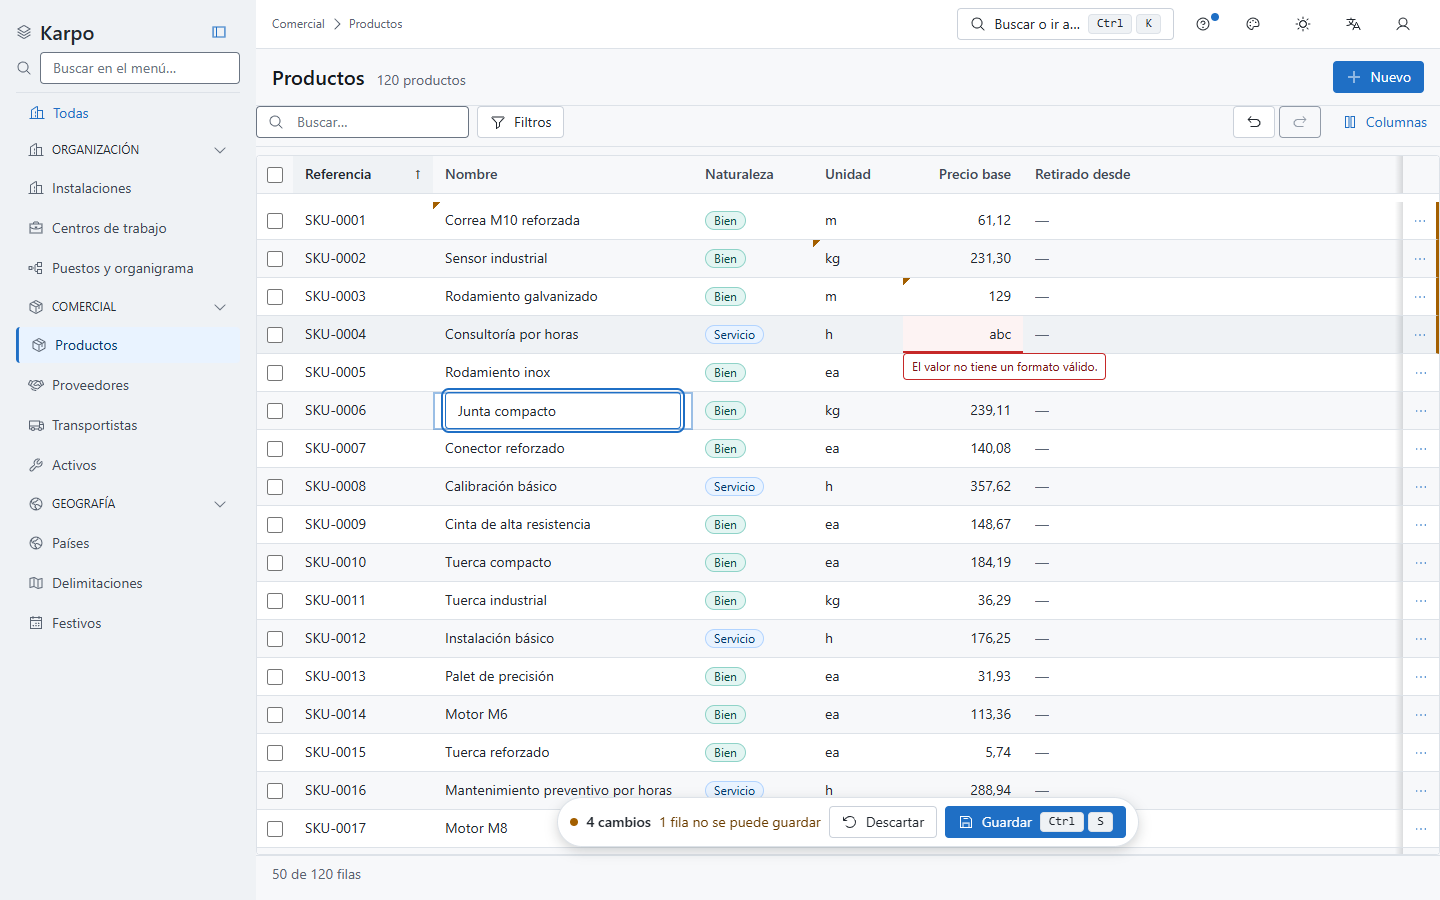 Karpo
Buscar en el menú...
Todas
ORGANIZACIÓN
Instalaciones
Centros de trabajo
Puestos y organigrama
COMERCIAL
Productos
Proveedores
Transportistas
Activos
GEOGRAFÍA
Países
Delimitaciones
Festivos
Comercial > Productos
Buscar o ir a... Ctrl K
Productos 120 productos
Nuevo
Buscar... Filtros
Columnas
Referencia ↑ Nombre Naturaleza Unidad Precio base Retirado desde
SKU-0001 Correa M10 reforzada Bien m 61,12 — ...
SKU-0002 Sensor industrial Bien kg 231,30 — ...
SKU-0003 Rodamiento galvanizado Bien m 129 — ...
SKU-0004 Consultoría por horas Servicio h abc — ...
SKU-0005 Rodamiento inox Bien ea El valor no tiene un formato válido. ...
SKU-0006 Junta compacto Bien kg 239,11 — ...
SKU-0007 Conector reforzado Bien ea 140,08 — ...
SKU-0008 Calibración básico Servicio h 357,62 — ...
SKU-0009 Cinta de alta resistencia Bien ea 148,67 — ...
SKU-0010 Tuerca compacto Bien ea 184,19 — ...
SKU-0011 Tuerca industrial Bien kg 36,29 — ...
SKU-0012 Instalación básico Servicio h 176,25 — ...
SKU-0013 Palet de precisión Bien ea 31,93 — ...
SKU-0014 Motor M6 Bien ea 113,36 — ...
SKU-0015 Tuerca reforzado Bien ea 5,74 — ...
SKU-0016 Mantenimiento preventivo por horas Servicio h 288,94 — ...
SKU-0017 Motor M8 ...
4 cambios 1 fila no se puede guardar Descartar Guardar Ctrl S
50 de 120 filas